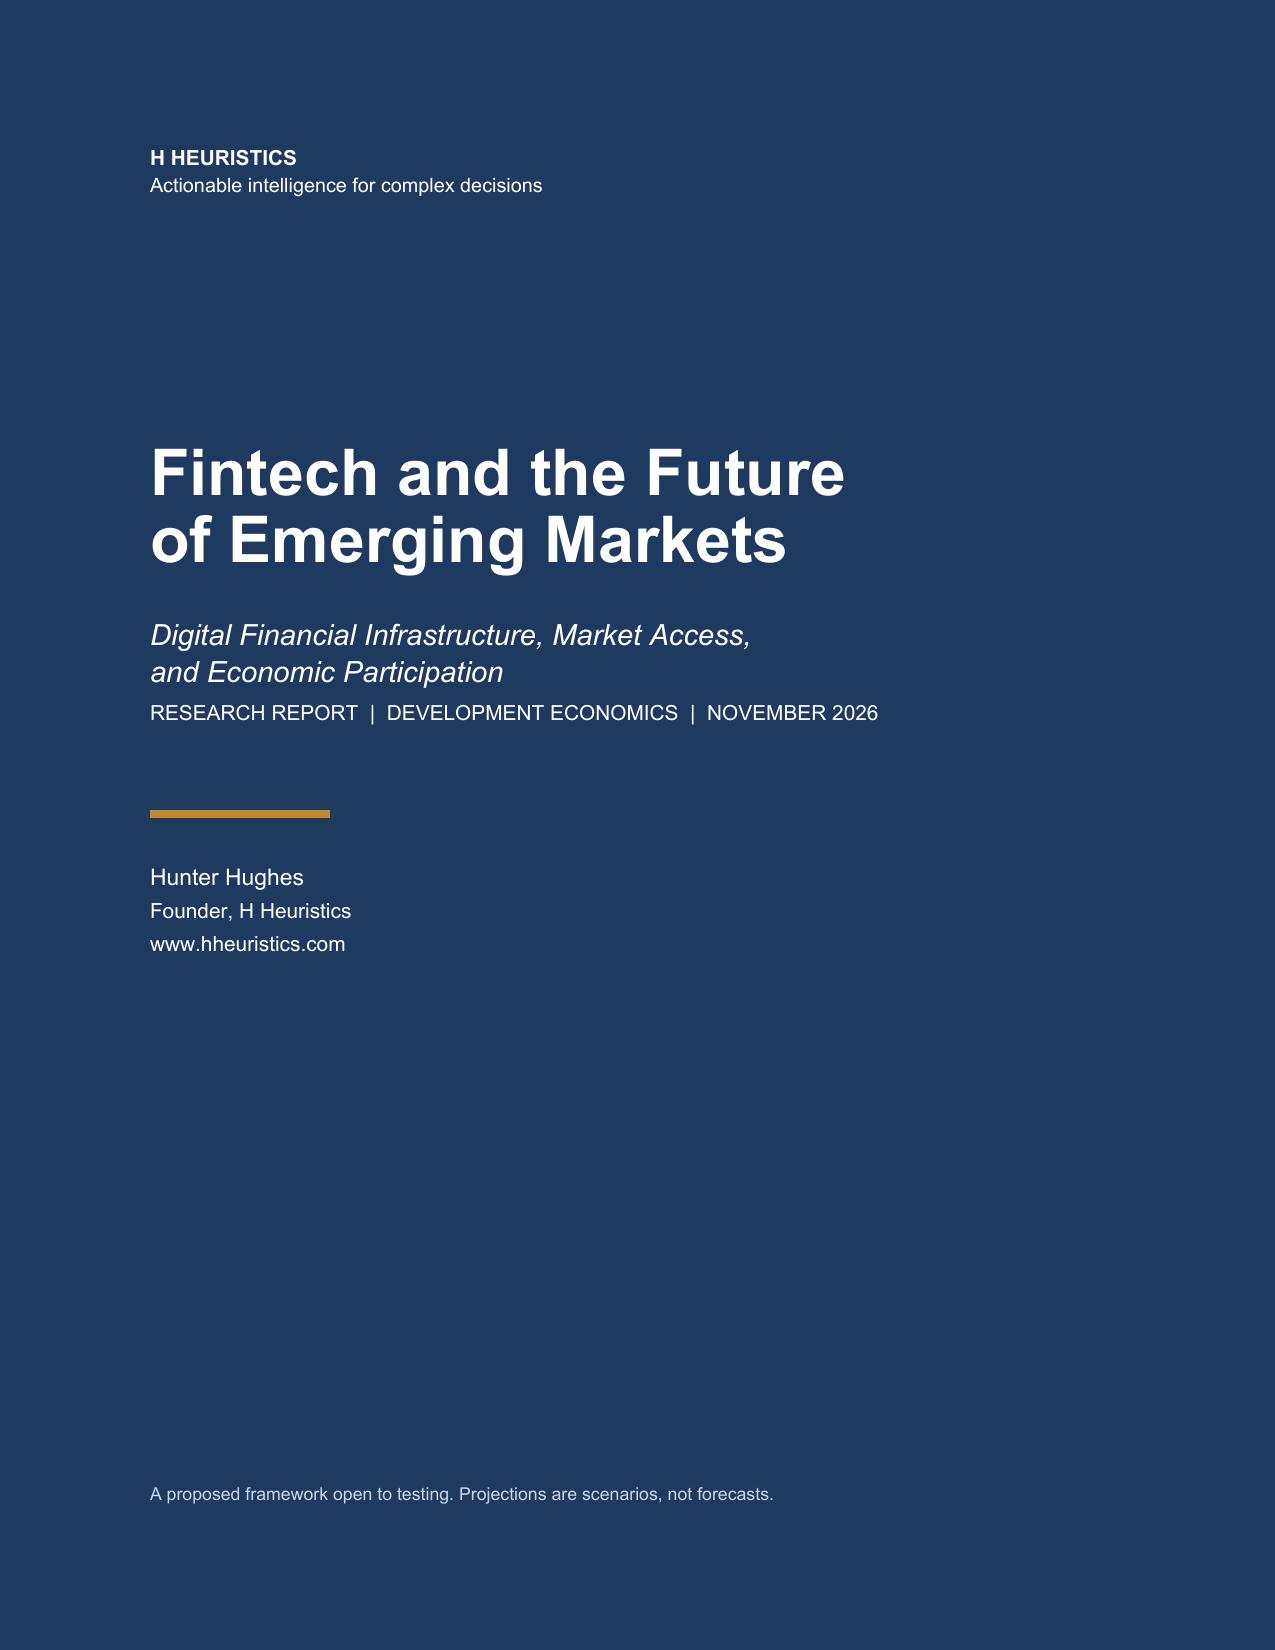 H HEURISTICS
Actionable intelligence for complex decisions
Fintech and the Future
of Emerging Markets
Digital Financial Infrastructure, Market Access,
and Economic Participation
RESEARCH REPORT | DEVELOPMENT ECONOMICS | NOVEMBER 2026
Hunter Hughes
Founder, H Heuristics
www.hheuristics.com
A proposed framework open to testing. Projections are scenarios, not forecasts.